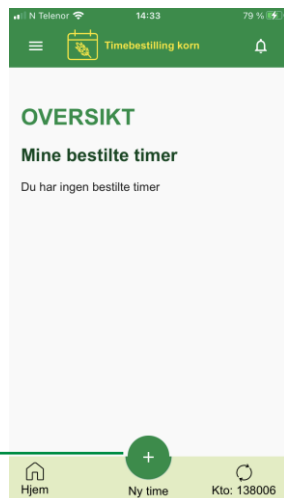 N Telenor 14:33 79 %
Timebestilling korn
OVERSIKT
Mine bestilte timer
Du har ingen bestilte timer
+
Hjem Ny time Kto: 138006